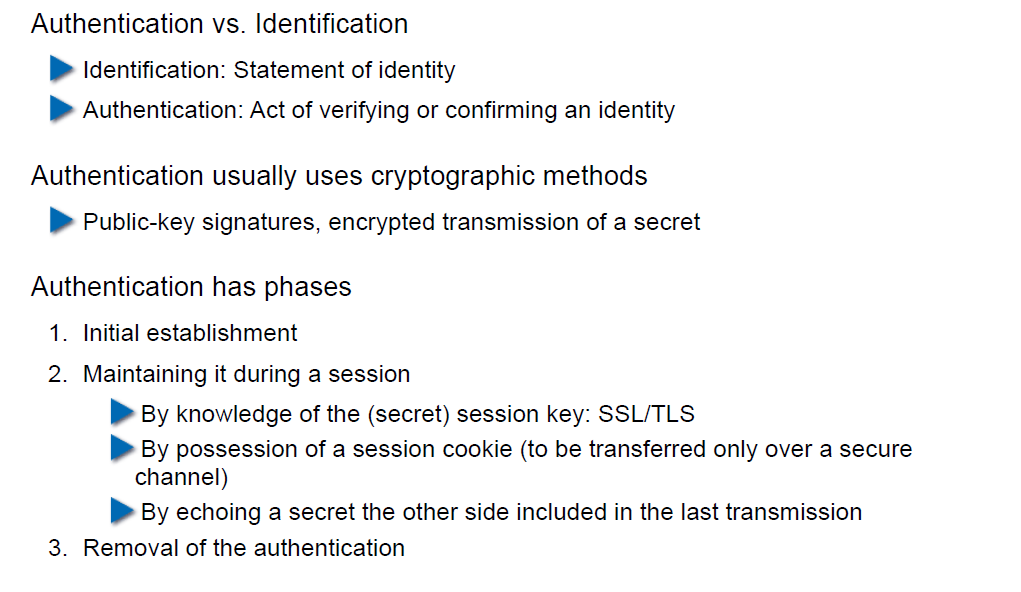 Authentication vs. Identification
Identification: Statement of identity
Authentication: Act of verifying or confirming an identity
Authentication usually uses cryptographic methods
Public-key signatures, encrypted transmission of a secret
Authentication has phases
1. Initial establishment
2. Maintaining it during a session
By knowledge of the (secret) session key: SSL/TLS
By possession of a session cookie (to be transferred only over a secure
channel)
By echoing a secret the other side included in the last transmission
3. Removal of the authentication